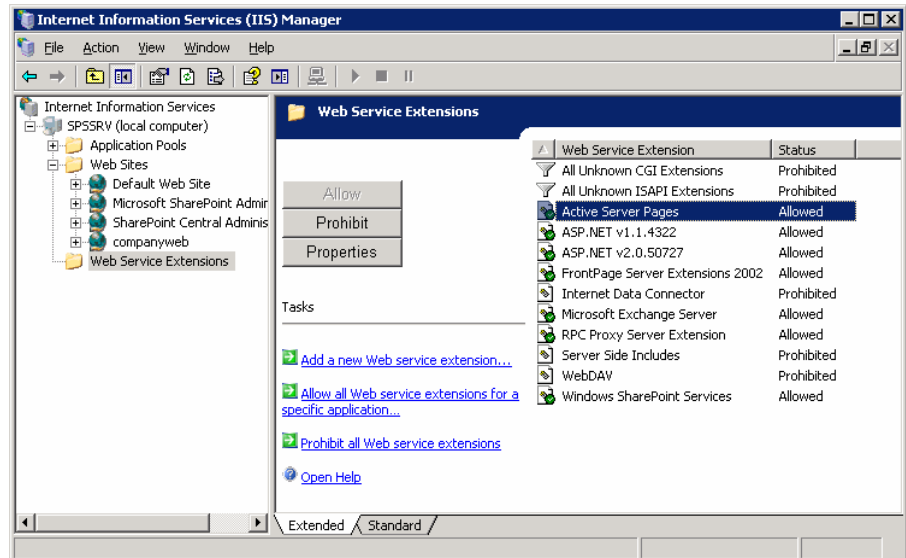 Internet Information Services (IIS) Manager
File Action View Window Help
Internet Information Services
SPSSRV (local computer)
Application Pools
Web Sites
Default Web Site
Microsoft SharePoint Admir
SharePoint Central Adminis
companyweb
Web Service Extensions
Web Service Extensions
Allow
Prohibit
Properties
Tasks
Add a new Web service extension...
Allow all Web service extensions for a
specific application...
Prohibit all Web service extensions
Open Help
Web Service Extension Status
All Unknown CGI Extensions Prohibited
All Unknown ISAPI Extensions Prohibited
Active Server Pages Allowed
ASP.NET v1.1.4322 Allowed
ASP.NET v2.0.50727 Allowed
FrontPage Server Extensions 2002 Allowed
Internet Data Connector Prohibited
Microsoft Exchange Server Allowed
RPC Proxy Server Extension Allowed
Server Side Includes Prohibited
WebDAV Prohibited
Windows SharePoint Services Allowed
Extended Standard